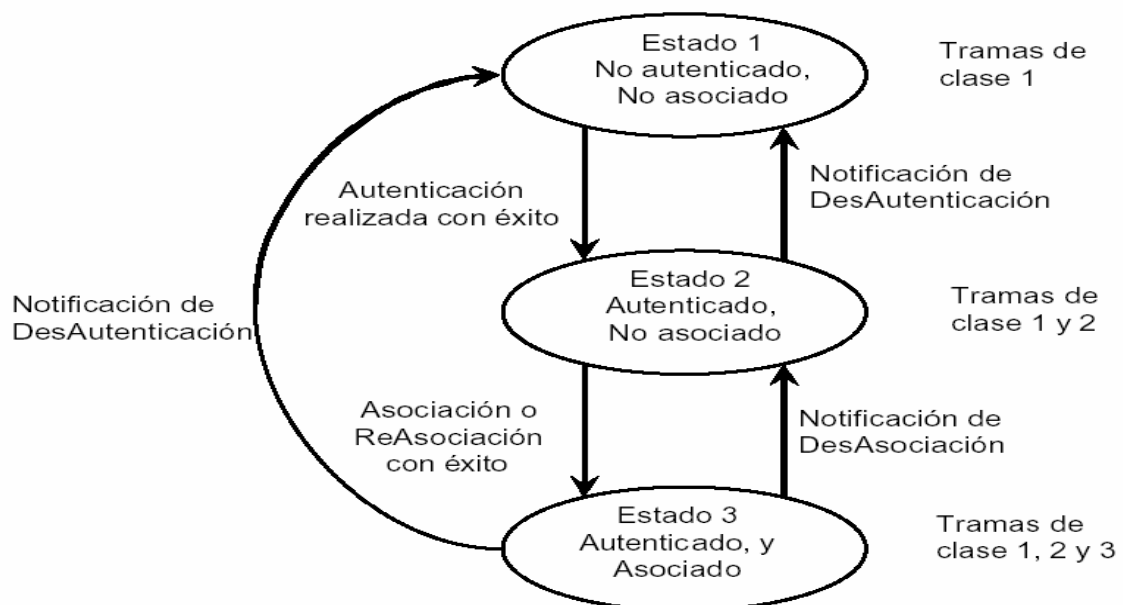 Estado 1
No autenticado,
No asociado
Tramas de
clase 1
Autenticación
realizada con éxito
Notificación de
DesAutenticación
Notificación de
DesAutenticación
Estado 2
Autenticado,
No asociado
Tramas de
clase 1 y 2
Asociación o
ReAsociación
con éxito
Notificación de
DesAsociación
Estado 3
Autenticado, y
Asociado
Tramas de
clase 1, 2 y 3